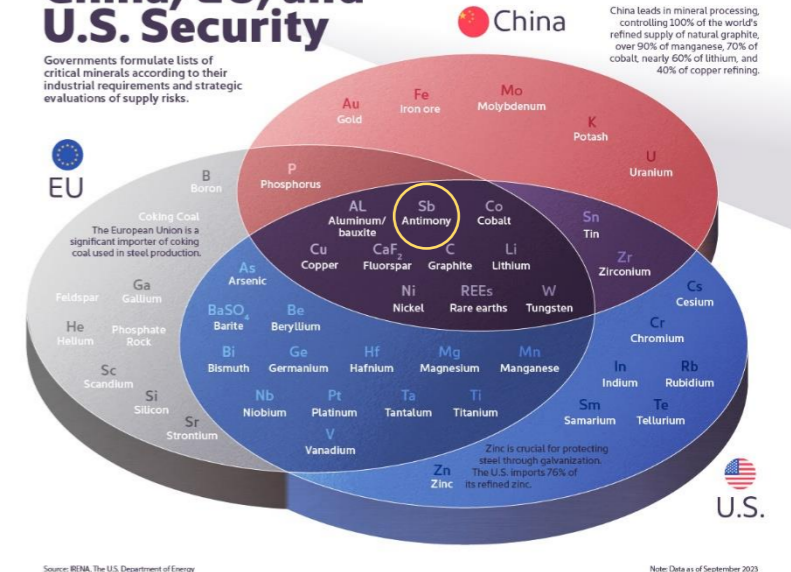 U.S. Security
Governments formulate lists of
critical minerals according to their
industrial requirements and strategic
evaluations of supply risks.
China
China leads in mineral processing,
controlling 100% of the world's
refined supply of natural graphite,
over 90% of manganese, 70% of
cobalt, nearly 60% of lithium, and
40% of copper refining.
EU
Au
Gold
Fe
Iron ore
Mo
Molybdenum
K
Potash
U
Uranium
B
Boron
P
Phosphorus
Coking Coal
The European Union is a
significant importer of coking
coal used in steel production.
AL
Aluminum/
bauxite
Sb
Antimony
Co
Cobalt
Sn
Tin
Cu
Copper
CaF2
Fluorspar
C
Graphite
Li
Lithium
Zr
Zirconium
As
Arsenic
Ni
Nickel
REEs
Rare earths
W
Tungsten
Cs
Cesium
Feldspar
Ga
Gallium
BaSO4
Barite
Be
Beryllium
Cr
Chromium
He
Helium
Phosphate
Rock
Bi
Bismuth
Ge
Germanium
Hf
Hafnium
Mg
Magnesium
Mn
Manganese
In
Indium
Rb
Rubidium
Sc
Scandium
Si
Silicon
Nb
Niobium
Pt
Platinum
Ta
Tantalum
Ti
Titanium
Sm
Samarium
Te
Tellurium
Sr
Strontium
V
Vanadium
Zn
Zinc
Zinc is crucial for protecting
steel through galvanization.
The U.S. imports 76% of
its refined zinc.
U.S.
Source: IRENA, The U.S. Department of Energy
Note: Data as of September 2023